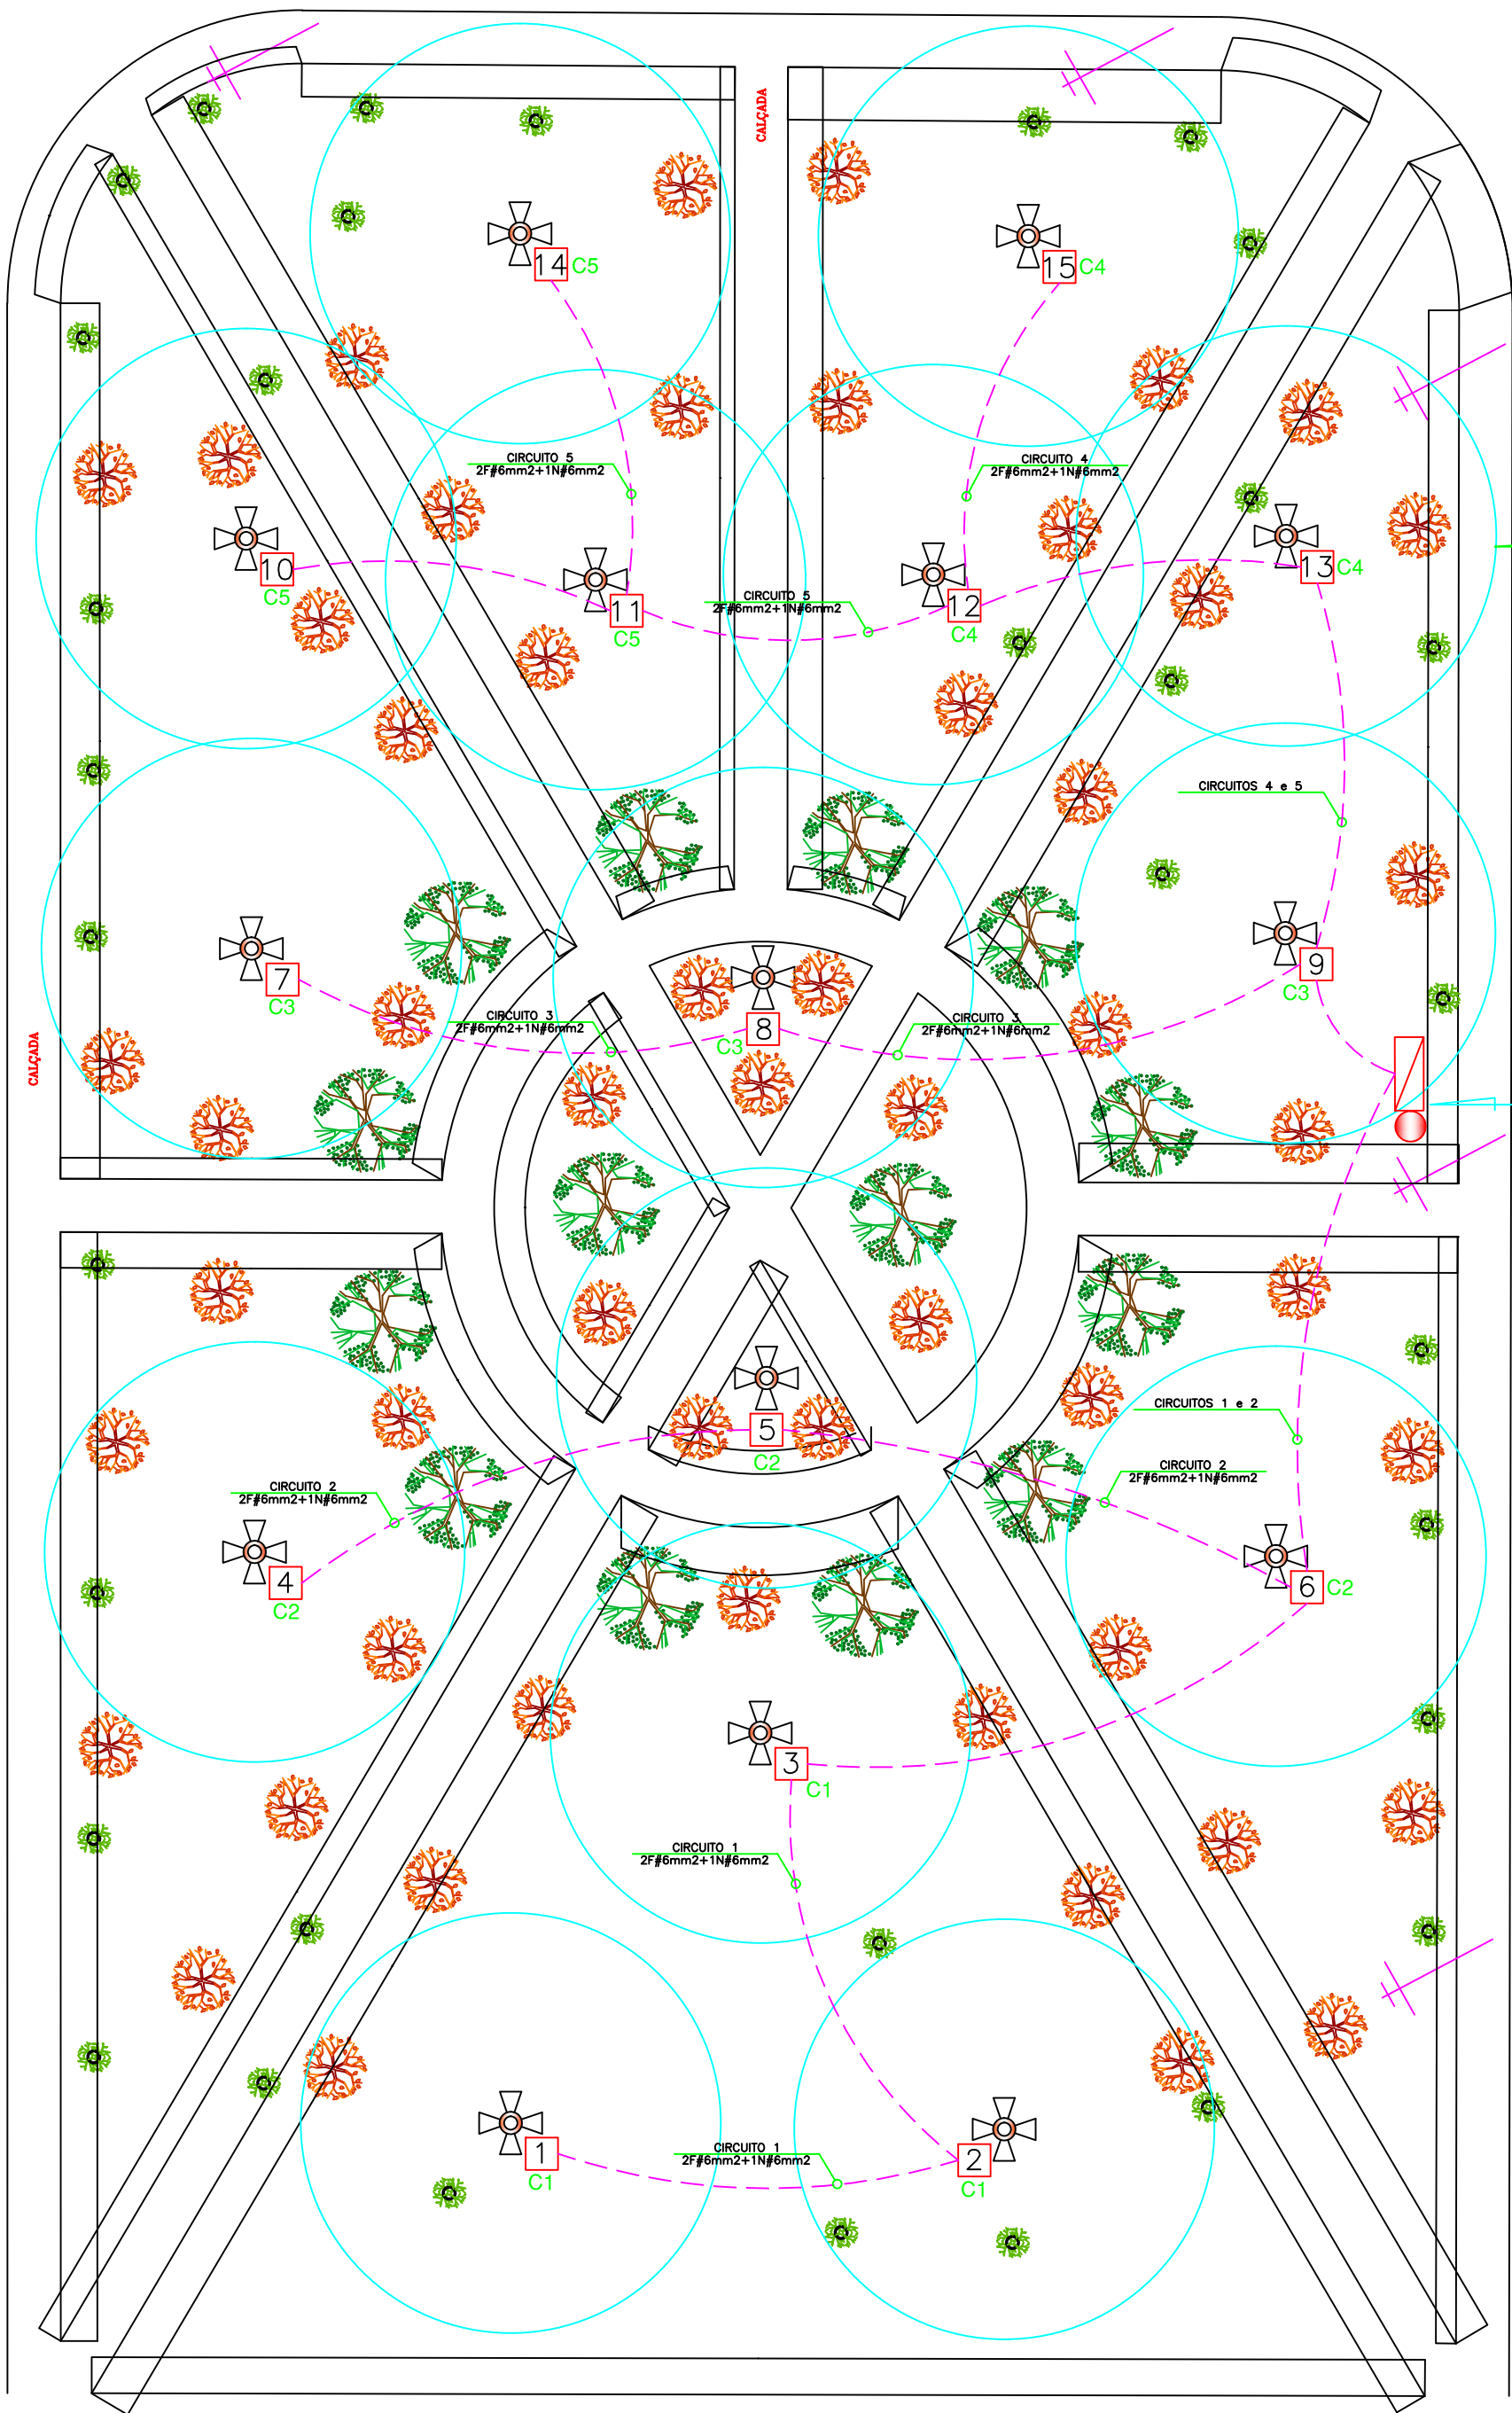 CALÇADA
14 C5
15 C4
CIRCUITO 5
2F#6mm2+1N#6mm2
CIRCUITO 4
2F#6mm2+1N#6mm2
10
C5
13 C4
11
C5
CIRCUITO 5
2F#6mm2+1N#6mm2
12
C4
CIRCUITOS 4 e 5
7
C3
9
C3
CIRCUITO 3
2F#6mm2+1N#6mm2
8
C3
CIRCUITO 3
2F#6mm2+1N#6mm2
CALÇADA
CIRCUITOS 1 e 2
5
C2
CIRCUITO 2
2F#6mm2+1N#6mm2
CIRCUITO 2
2F#6mm2+1N#6mm2
4
C2
6 C2
3
C1
CIRCUITO 1
2F#6mm2+1N#6mm2
CIRCUITO 1
2F#6mm2+1N#6mm2
1
C1
2
C1